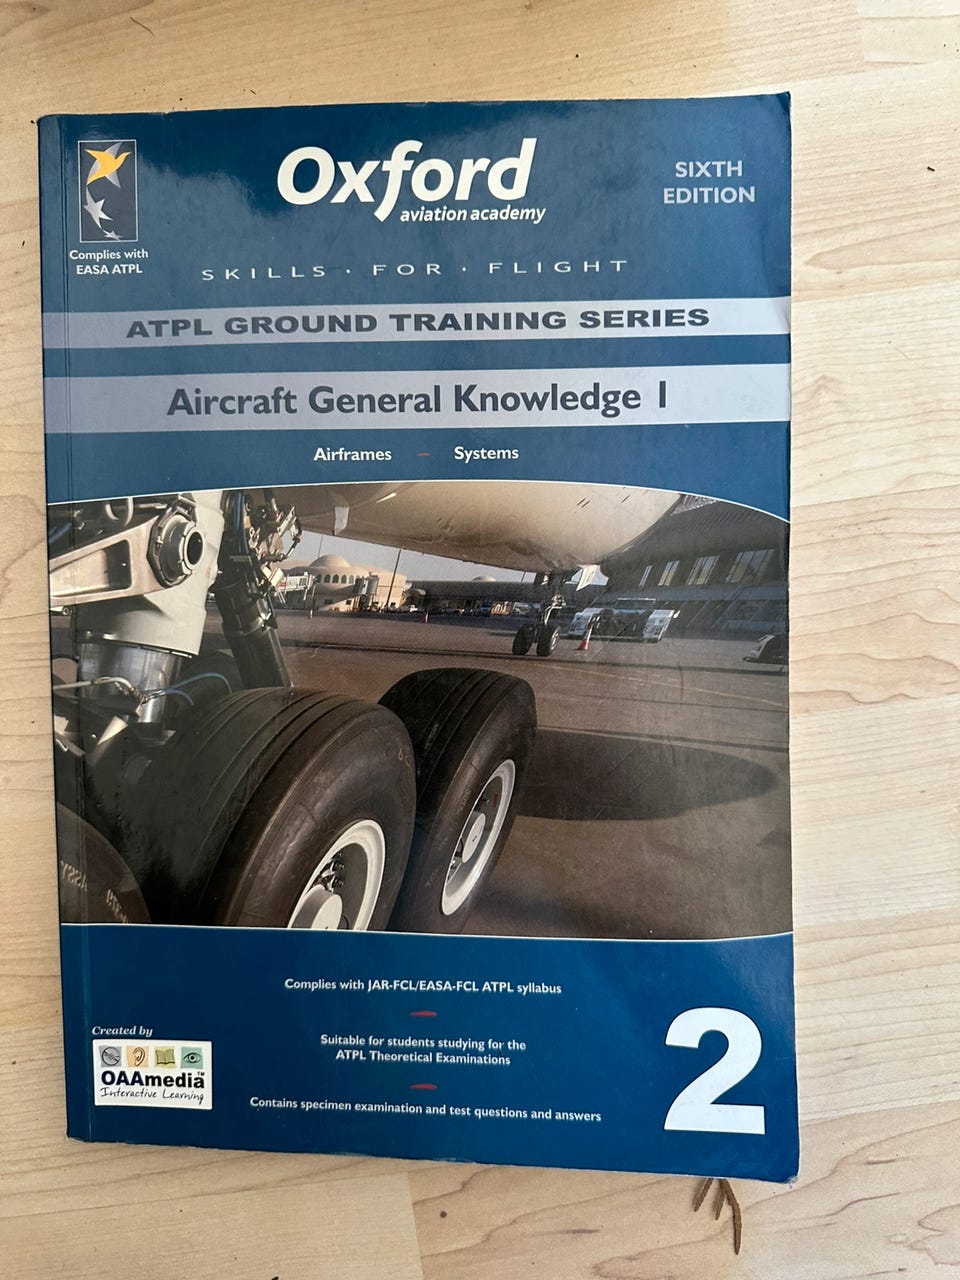 Oxford
aviation academy
SIXTH
EDITION
Complies with
EASA ATPL
SKILLS · FOR · FLIGHT
ATPL GROUND TRAINING SERIES
Aircraft General Knowledge 1
Airframes – Systems
Complies with JAR-FCL/EASA-FCL ATPL syllabus
Suitable for students studying for the
ATPL Theoretical Examinations
Contains specimen examination and test questions and answers
Created by
OAAmedia™
Interactive Learning
2